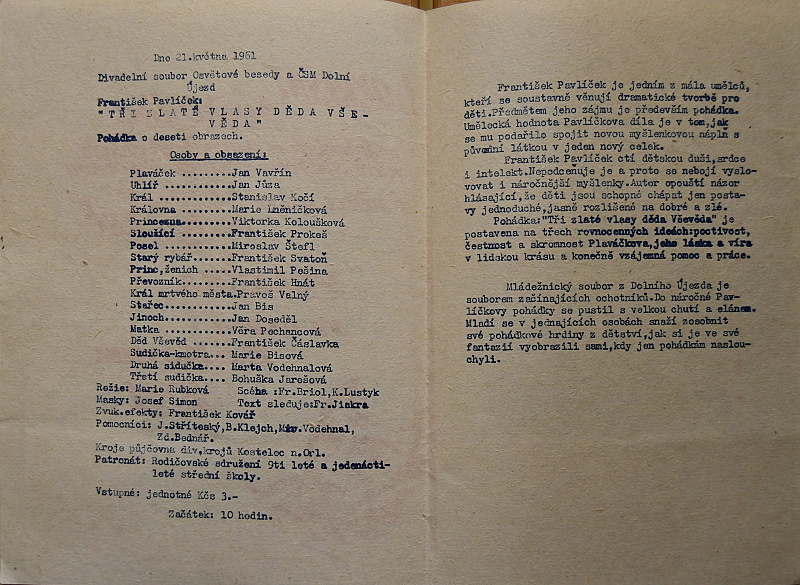 Dne 21.května 1961
Divadelní soubor Osvětové besedy a ČSM Dolní
Újezd
František Pavlíček:
"TŘI ZLATÉ VLASY DĚDA VŠE-
VĚDA"
Pohádka o deseti obrazech.
Osoby a obsazení:
Plaváček .........Jan Vavřín
Uhlíř ............Jan Jůza
Král .............Stanislav Kočí
Královna .........Marie Lněničková
Princezna.........Viktorka Koloušková
Sloužící..........František Prokeš
Posel ............Miroslav Štefl
Starý rybář.......František Svatoň
Princ,ženich .....Vlastimil Pešina
Převozník.........František Hnát
Král mrtvého města.Pravoš Valný
Stařec............Jan Bis
Jinoch............Jan Doseděl
Matka ............Věra Pechancová
Děd Vševěd .......František Čáslavka
Sudička-kmotra... Marie Bisová
Druhá sidučka.... Marta Vodehnalová
Třetí sudička.... Bohuška Jarešová
Režie: Marie Rubková Scéna :Fr.Briol,K.Lustyk
Masky: Josef Simon Text sleduje:Fr.Jiskra
Zvuk.efekty: František Kovář
Pomocníci: J.Stříteský,B.Klejch, Vodehnal,
Zd.Bednář.
Kroje půjčovna div.krojů Kostelec n.Orl.
Patronát: Rodičovské sdružení 9ti leté a jedenácti-
leté střední školy.
Vstupné: jednotné Kčs 3.-
Začátek: 10 hodin.
František Pavlíček je jedním z mála umělců,
kteří se soustavně věnují dramatické tvorbě pro
děti.Předmětem jeho zájmu je především pohádka.
Umělecká hodnota Pavlíčkova díla je v tom,jak
se mu podařilo spojit novou myšlenkovou náplň s
původní látkou v jeden nový celek.
František Pavlíček ctí dětskou duši,srdce
i intelekt.Nepodceňuje je a proto se nebojí vyslo-
vovat i náročnější myšlenky.Autor opouští názor
hlásající,že děti jsou schopné chápat jen posta-
vy jednoduché,jasně rozlišené na dobré a zlé.
Pohádka:"Tři zlaté vlasy děda Vševěda" je
postavena na třech rovnocenných ideách:poctivost,
čestnost a skromnost Plaváčkova,jeho láska a víra
v lidskou krásu a konečně vzájemná pomoc a práce.
Mládežnický soubor z Dolního Újezda je
souborem začínajících ochotníků.Do náročné Pav-
líčkovy pohádky se pustil s velkou chutí a elánem.
Mladí se v jednajících osobách snaží zosobnit
své pohádkové hrdiny z dětství,jak si je ve své
fantazii vyobrazili sami,kdy jen pohádkám naslou-
chyli.